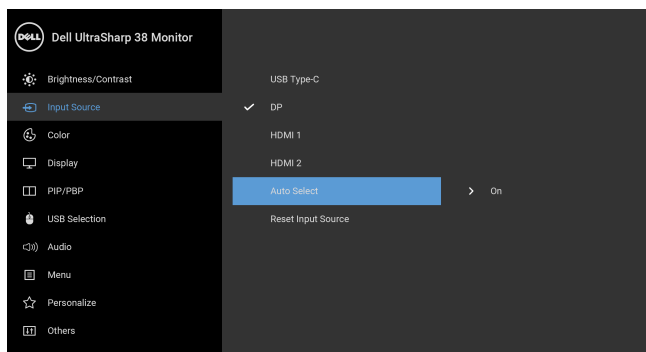 DELL Dell UltraSharp 38 Monitor
Brightness/Contrast
Input Source
Color
Display
PIP/PBP
USB Selection
Audio
Menu
Personalize
Others
USB Type-C
DP
HDMI 1
HDMI 2
Auto Select On
Reset Input Source